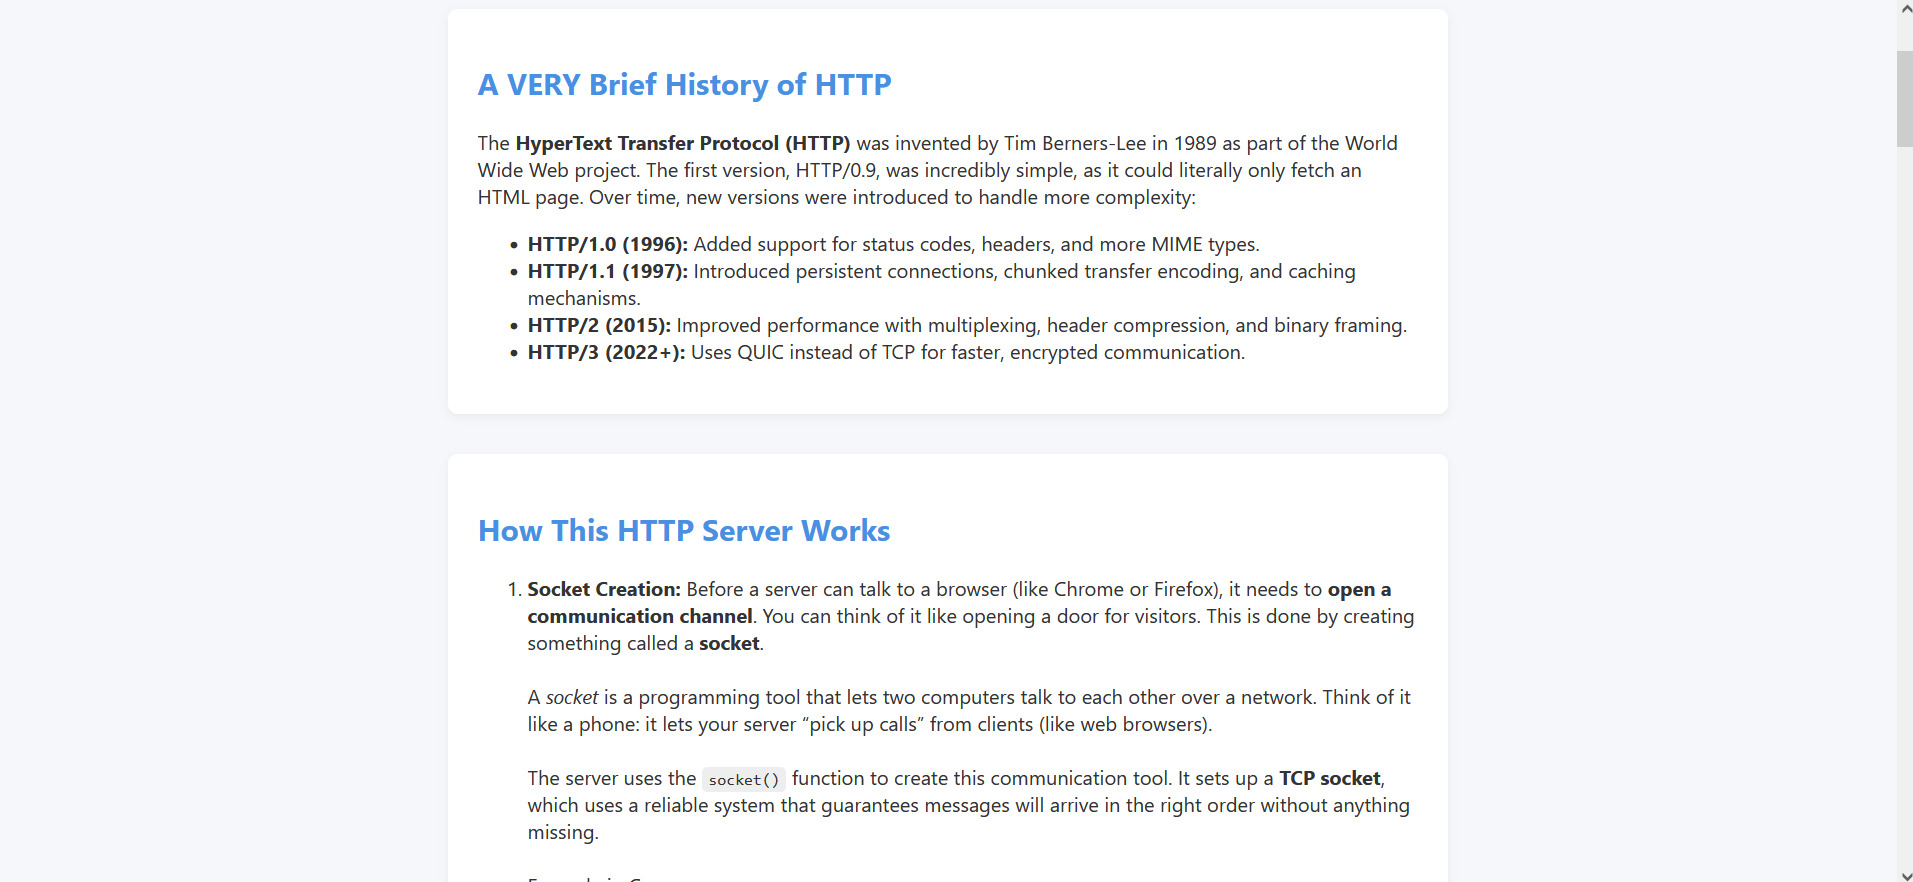 A VERY Brief History of HTTP
The HyperText Transfer Protocol (HTTP) was invented by Tim Berners-Lee in 1989 as part of the World
Wide Web project. The first version, HTTP/0.9, was incredibly simple, as it could literally only fetch an
HTML page. Over time, new versions were introduced to handle more complexity:
• HTTP/1.0 (1996): Added support for status codes, headers, and more MIME types.
• HTTP/1.1 (1997): Introduced persistent connections, chunked transfer encoding, and caching
mechanisms.
• HTTP/2 (2015): Improved performance with multiplexing, header compression, and binary framing.
• HTTP/3 (2022+): Uses QUIC instead of TCP for faster, encrypted communication.
How This HTTP Server Works
1. Socket Creation: Before a server can talk to a browser (like Chrome or Firefox), it needs to open a
communication channel. You can think of it like opening a door for visitors. This is done by creating
something called a socket.
A socket is a programming tool that lets two computers talk to each other over a network. Think of it
like a phone: it lets your server “pick up calls” from clients (like web browsers).
The server uses the socket() function to create this communication tool. It sets up a TCP socket,
which uses a reliable system that guarantees messages will arrive in the right order without anything
missing.